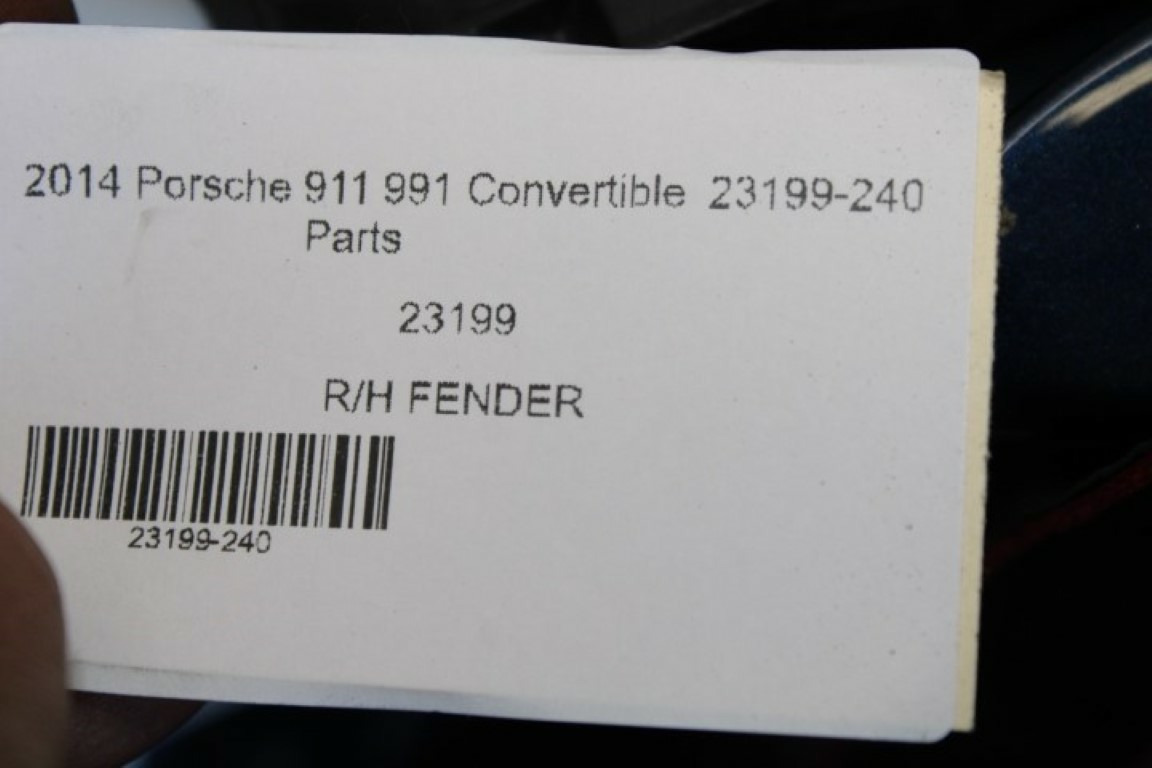 2014 Porsche 911 991 Convertible 23199-240
Parts
23199
R/H FENDER
23199-240